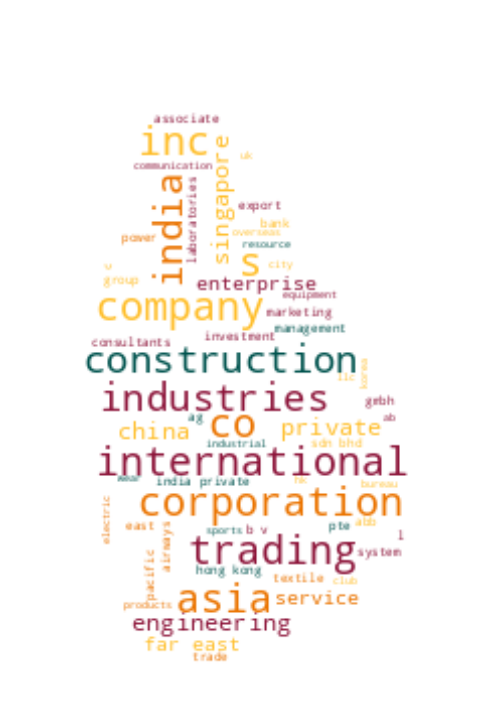 associate
inc
uk
communication
india
laboratories
singapore
export
bank
power
overseas
resource
s
city
u
group
enterprise
equipment
company
marketing
management
investment
consultants
construction
korea
llc
industries
gmbh
ag
co
ab
china
private
industrial
sdn bhd
international
wear
india private
hk
bureau
corporation
electric
east
airways
sports
b v
pte
abb
l
trading
system
pacific
hong kong
textile
club
products
asia
service
engineering
far east
trade